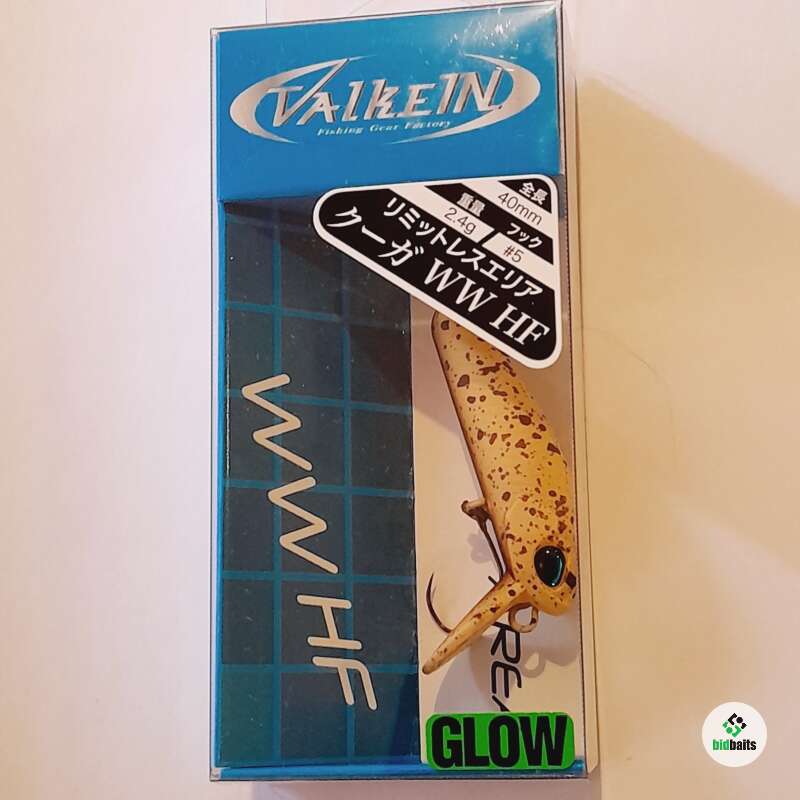 ValkeIN
Fishing Gear Factory
全長
40mm
重量
2.4g
フック
#5
リミットレスエリア
クーガ WW HF
WW HF
REA
GLOW
bidbaits